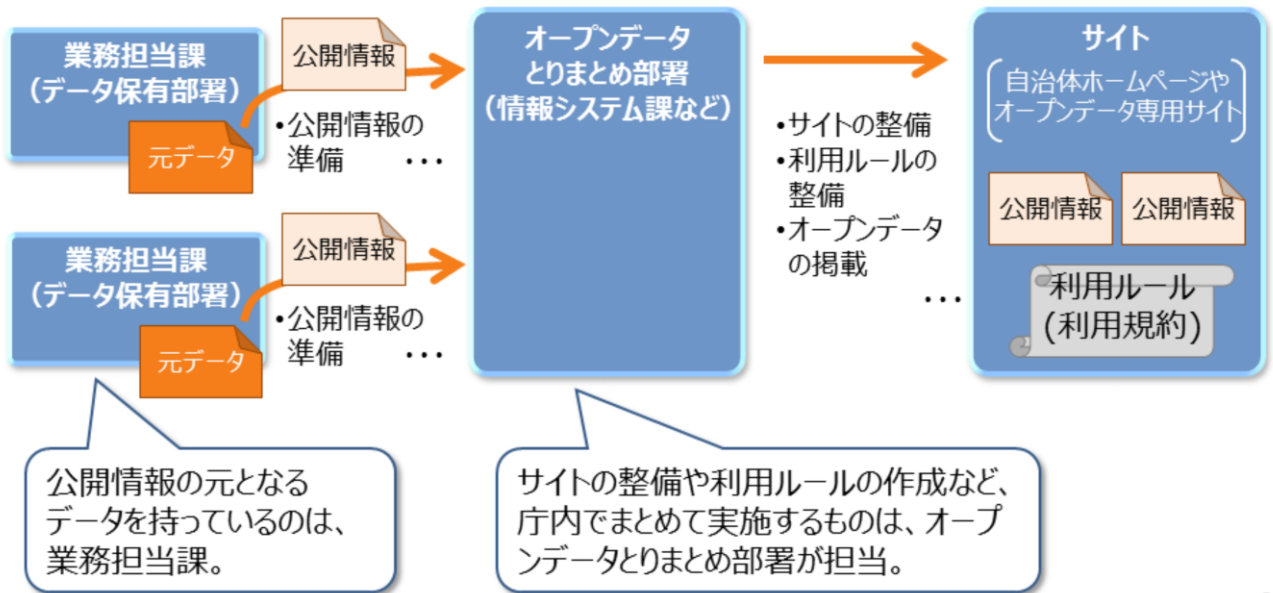 業務担当課
（データ保有部署）
元データ
公開情報
•公開情報の
準備　・・・
業務担当課
（データ保有部署）
元データ
公開情報
•公開情報の
準備　・・・
オープンデータ
とりまとめ部署
（情報システム課など）
•サイトの整備
•利用ルールの
整備
•オープンデータ
の掲載
・・・
サイト
自治体ホームページや
オープンデータ専用サイト
公開情報
公開情報
利用ルール
(利用規約)
公開情報の元となる
データを持っているのは、
業務担当課。
サイトの整備や利用ルールの作成など、
庁内でまとめて実施するものは、オープ
ンデータとりまとめ部署が担当。